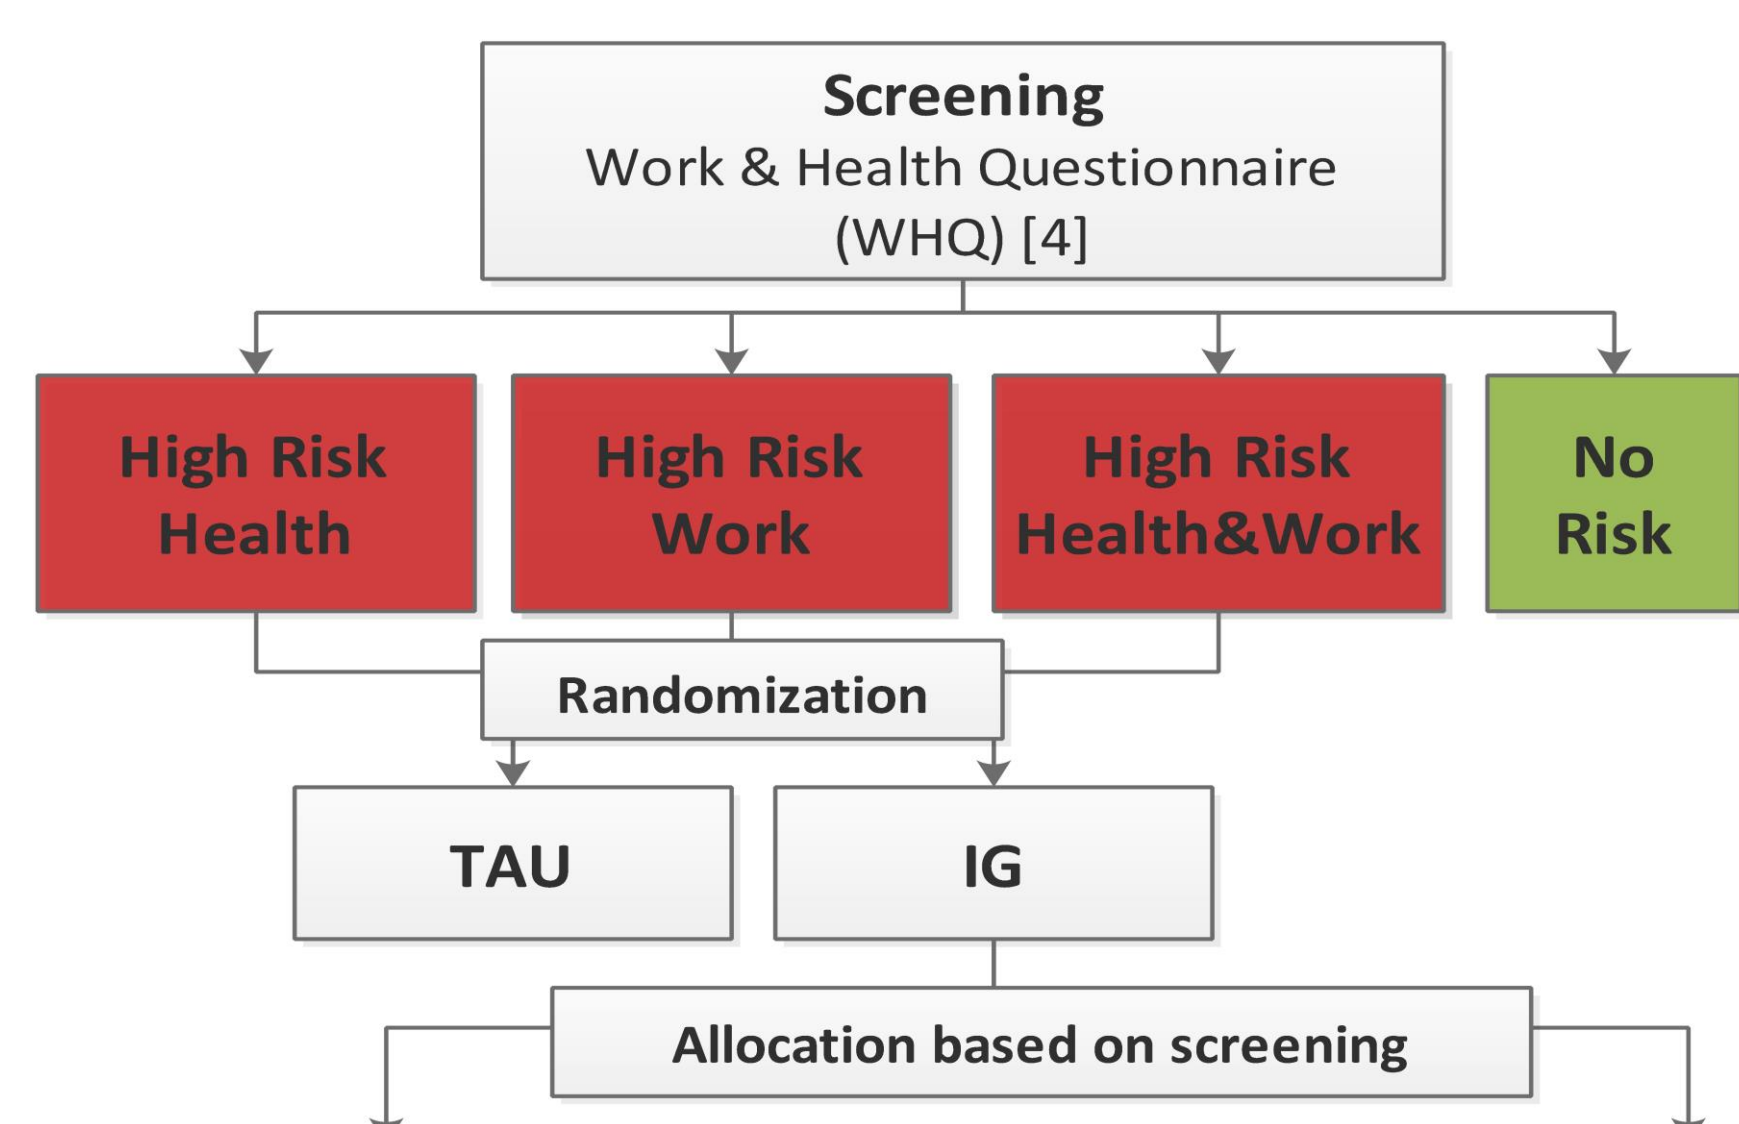 Screening
Work & Health Questionnaire
(WHQ) [4]
High Risk
Health
High Risk
Work
High Risk
Health&Work
No
Risk
Randomization
TAU
IG
Allocation based on screening